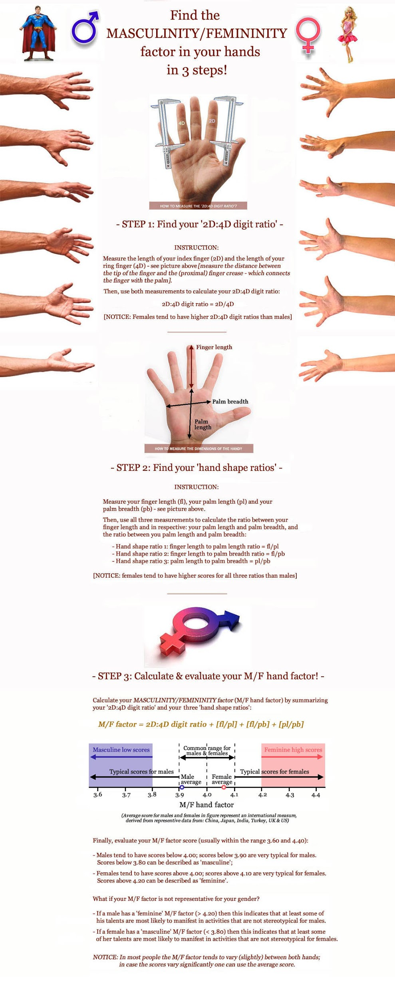 Find the
MASCULINITY/FEMININITY
factor in your hands
in 3 steps!
4D
2D
HOW TO MEASURE THE '2D:4D DIGIT RATIO'?
- STEP 1: Find your '2D:4D digit ratio' -
INSTRUCTION:
Measure the length of your index finger (2D) and the length of your
ring finger (4D) - see picture above [measure the distance between
the tip of the finger and the (proximal) finger crease - which connects
the finger with the palm].
Then, use both measurements to calculate your 2D:4D digit ratio:
2D:4D digit ratio = 2D/4D
[NOTICE: Females tend to have higher 2D:4D digit ratios than males]
Finger length
Palm breadth
Palm
length
HOW TO MEASURE THE DIMENSIONS OF THE HAND?
- STEP 2: Find your 'hand shape ratios' -
INSTRUCTION:
Measure your finger length (fl), your palm length (pl) and your
palm breadth (pb) - see picture above.
Then, use all three measurements to calculate the ratio between your
finger length and in respective: your palm length and palm breadth, and
the ratio between you palm length and palm breadth:
- Hand shape ratio 1: finger length to palm length ratio = fl/pl
- Hand shape ratio 2: finger length to palm breadth ratio = fl/pb
- Hand shape ratio 3: palm length to palm breadth = pl/pb
[NOTICE: females tend to have higher scores for all three ratios than males]
- STEP 3: Calculate & evaluate your M/F hand factor! -
Calculate your MASCULINITY/FEMININITY factor (M/F hand factor) by summarizing
your '2D:4D digit ratio' and your three 'hand shape ratios':
M/F factor = 2D:4D digit ratio + [fl/pl] + [fl/pb] + [pl/pb]
Masculine low scores
Common range for
males & females
Feminine high scores
Typical scores for males
Typical scores for females
Male
average
Female
average
3.6 3.7 3.8 3.9 4.0 4.1 4.2 4.3 4.4
M/F hand factor
(Average score for males and females in figure represent an international measure,
derived from representive data from: China, Japan, India, Turkey, UK & US)
Finally, evaluate your M/F factor score (usually within the range 3.60 and 4.40):
- Males tend to have scores below 4.00; scores below 3.90 are very typical for males.
Scores below 3.80 can be described as 'masculine';
- Females tend to have scores above 4.00; scores above 4.10 are very typical for females.
Scores above 4.20 can be described as 'feminine'.
What if your M/F factor is not representative for your gender?
- If a male has a 'feminine' M/F factor (> 4.20) then this indicates that at least some of
his talents are most likely to manifest in activities that are not stereotypical for males.
- If a female has a 'masculine' M/F factor (< 3.80) then this indicates that at least some
of her talents are most likely to manifest in activities that are not stereotypical for females.
NOTICE: In most people the M/F factor tends to vary (slightly) between both hands;
in case the scores vary significantly one can use the average score.